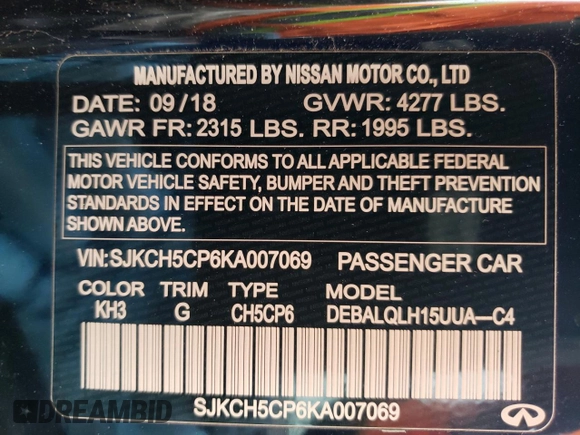 MANUFACTURED BY NISSAN MOTOR CO., LTD
DATE: 09/18 GVWR: 4277 LBS.
GAWR FR: 2315 LBS. RR: 1995 LBS.
THIS VEHICLE CONFORMS TO ALL APPLICABLE FEDERAL
MOTOR VEHICLE SAFETY, BUMPER AND THEFT PREVENTION
STANDARDS IN EFFECT ON THE DATE OF MANUFACTURE
SHOWN ABOVE.
VIN:SJKCH5CP6KA007069 PASSENGER CAR
COLOR TRIM TYPE MODEL
KH3 G CH5CP6 DEBALQLH15UUA—C4
SJKCH5CP6KA007069
DREAMBID